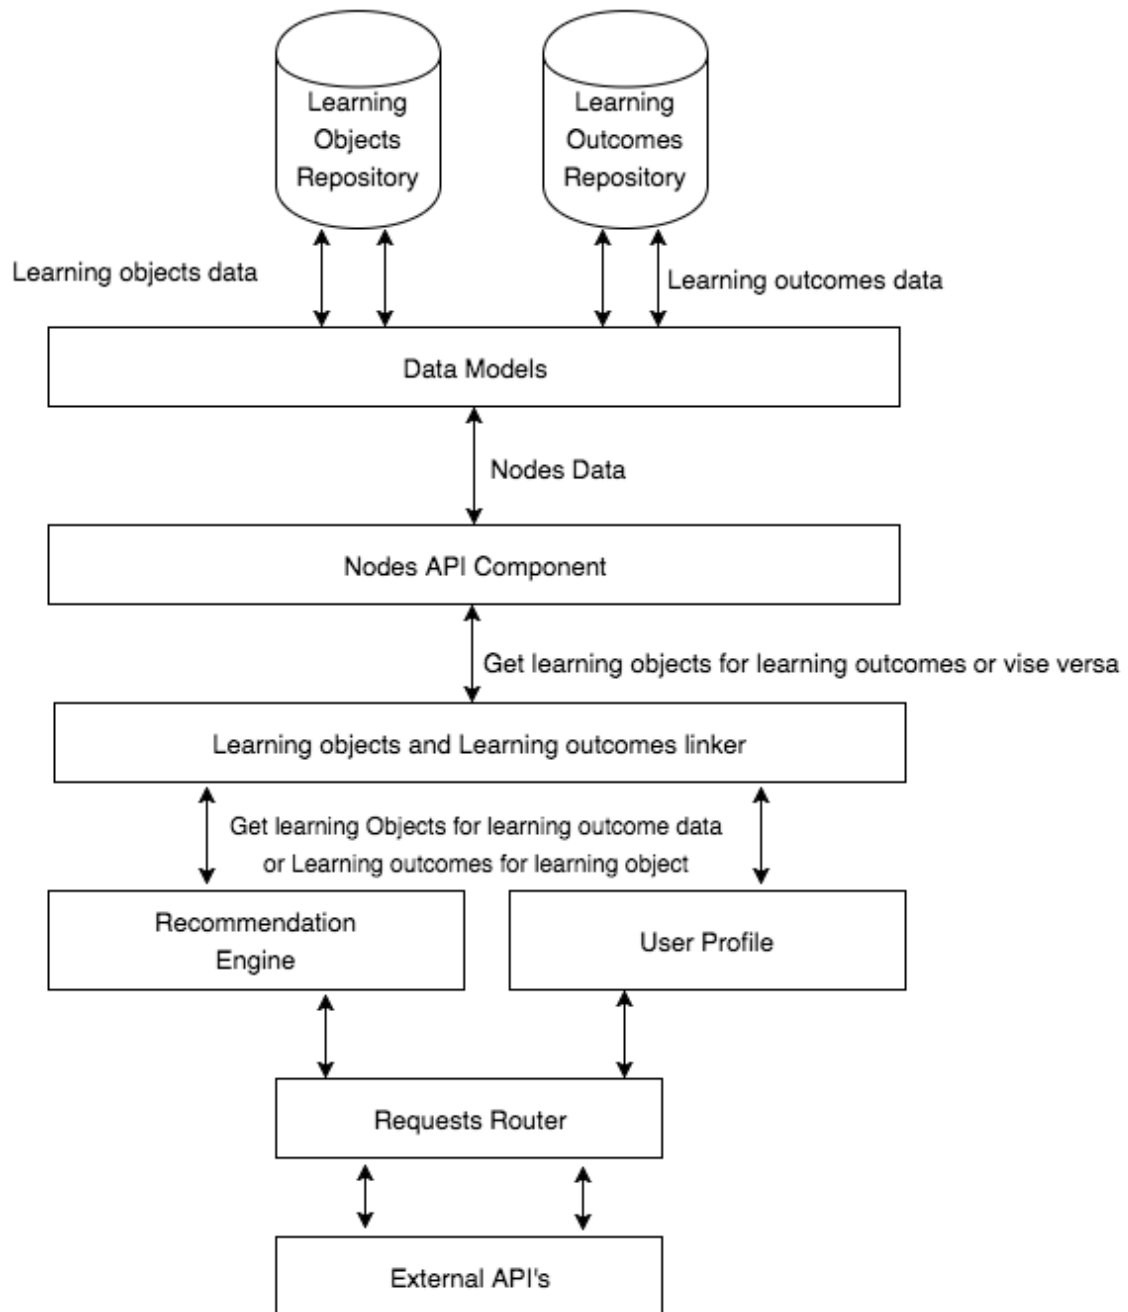 Learning
Objects
Repository
Learning
Outcomes
Repository
Learning objects data
Learning outcomes data
Data Models
Nodes Data
Nodes API Component
Get learning objects for learning outcomes or vise versa
Learning objects and Learning outcomes linker
Get learning Objects for learning outcome data
or Learning outcomes for learning object
Recommendation
Engine
User Profile
Requests Router
External API's